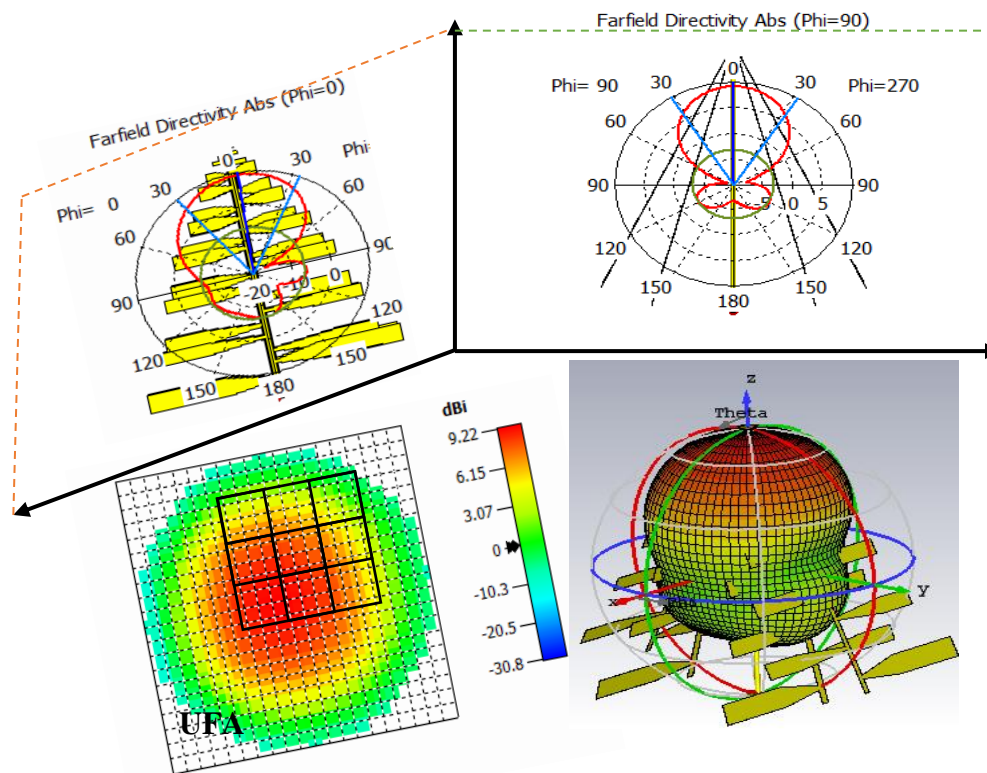 Farfield Directivity Abs (Phi=90)
Phi= 90 30 0 30 Phi=270
60 60
90 -5 0 5 90
120 120
150 150
180
Farfield Directivity Abs (Phi=0)
Phi= 0 30 0 30 Phi
60 60
90 -20 -10 0 90
120 120
150 150
180
dBi
9.22
6.15
3.07
0
-10.3
-20.5
-30.8
UFA
z
Theta
x
y